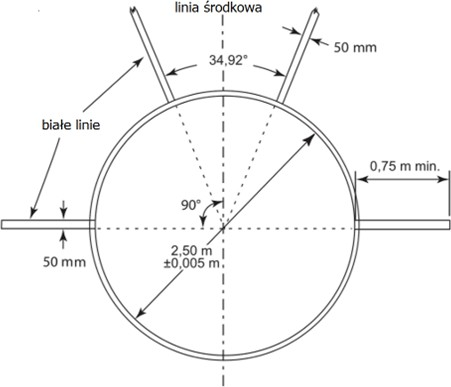 linia środkowa
50 mm
34,92°
białe linie
0,75 m min.
90°
2,50 m
±0,005 m
50 mm